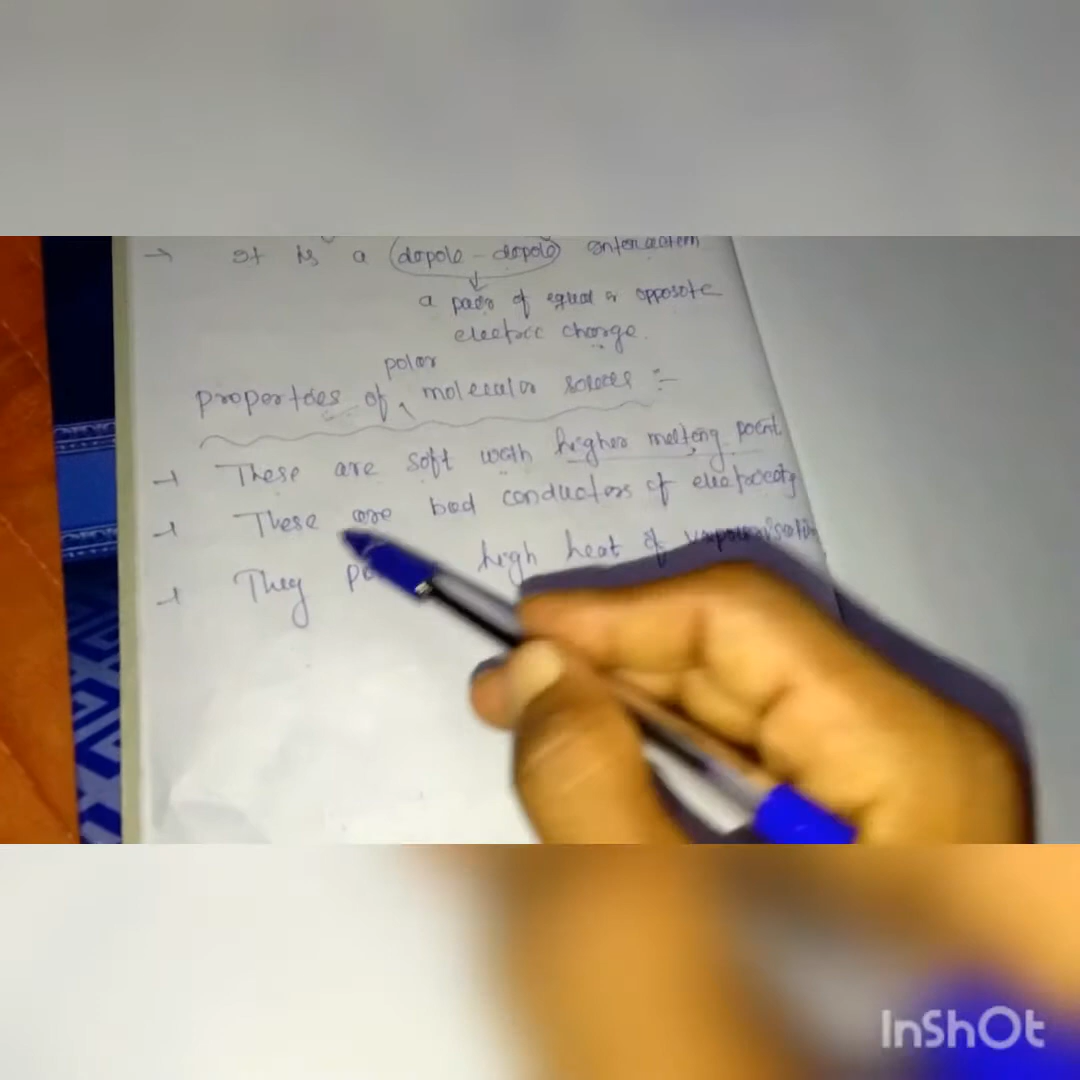 → It is a (dipole - dipole) interaction
a pair of equal & opposite
electric charge.
polar
properties of molecular solids :-
→ These are soft with higher melting point
→ These are bad conductors of electricity
→ They high heat of vapourisation
InShOt